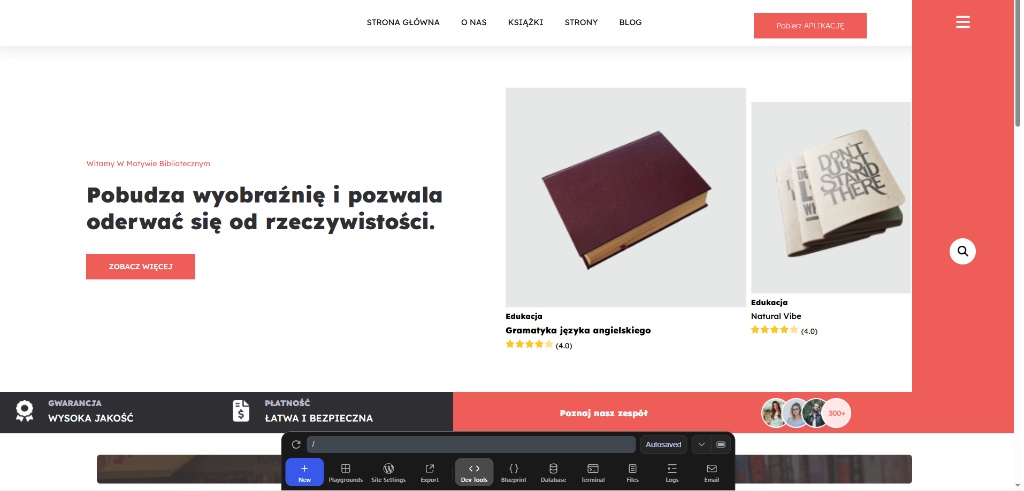 STRONA GŁÓWNA
O NAS
KSIĄŻKI
STRONY
BLOG
Pobierz APLIKACJĘ
Witamy W Motywie Bibliotecznym
Pobudza wyobraźnię i pozwala
oderwać się od rzeczywistości.
ZOBACZ WIĘCEJ
DON'T
JUST
STAND
THERE
Edukacja
Gramatyka języka angielskiego
(4.0)
Edukacja
Natural Vibe
(4.0)
GWARANCJA
WYSOKA JAKOŚĆ
PŁATNOŚĆ
ŁATWA I BEZPIECZNA
Poznaj nasz zespół
300+
/
Autosaved
New
Playgrounds
Site Settings
Export
Dev Tools
Blueprint
Database
Terminal
Files
Logs
Email